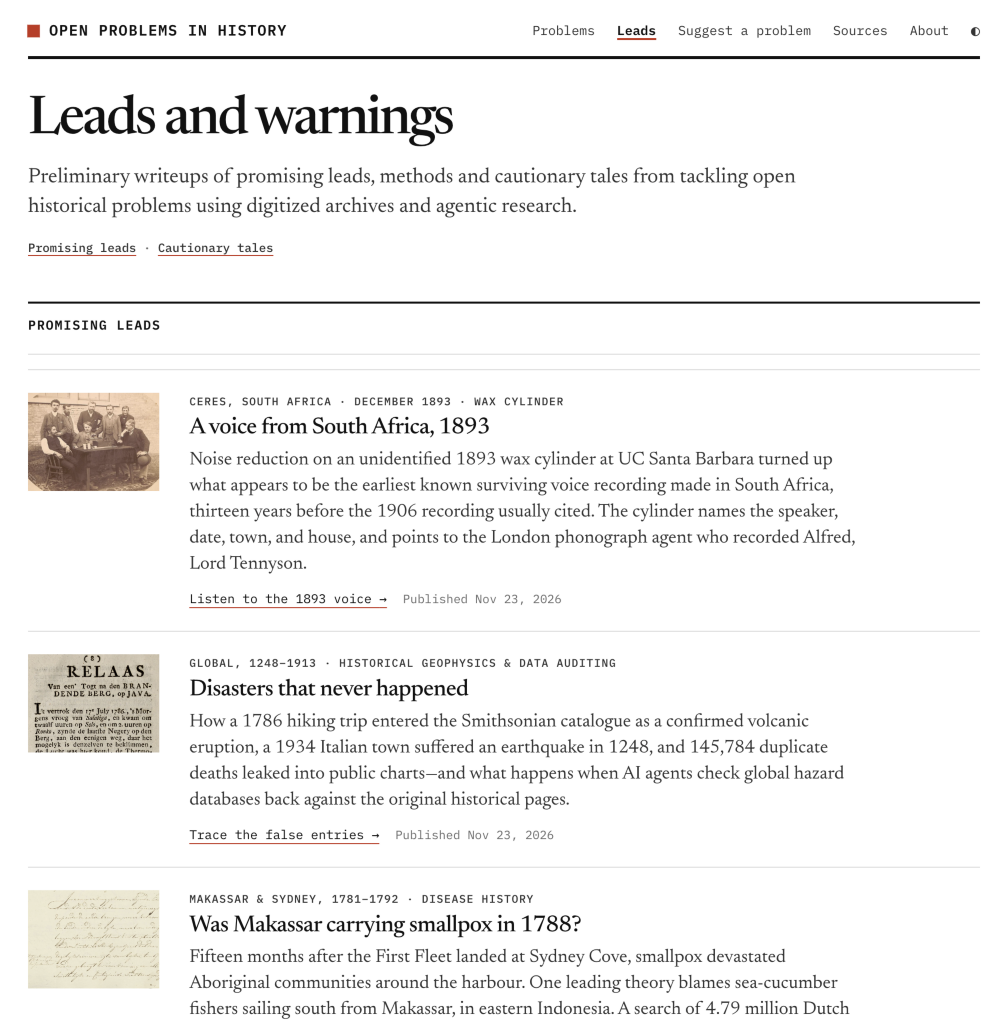 OPEN PROBLEMS IN HISTORY
Problems Leads Suggest a problem Sources About
Leads and warnings
Preliminary writeups of promising leads, methods and cautionary tales from tackling open
historical problems using digitized archives and agentic research.
Promising leads · Cautionary tales
PROMISING LEADS
CERES, SOUTH AFRICA · DECEMBER 1893 · WAX CYLINDER
A voice from South Africa, 1893
Noise reduction on an unidentified 1893 wax cylinder at UC Santa Barbara turned up
what appears to be the earliest known surviving voice recording made in South Africa,
thirteen years before the 1906 recording usually cited. The cylinder names the speaker,
date, town, and house, and points to the London phonograph agent who recorded Alfred,
Lord Tennyson.
Listen to the 1893 voice → Published Nov 23, 2026
(8)
RELAAS
Van een' Togt na den BRAN-
DENDE BERG, op JAVA.
GLOBAL, 1248–1913 · HISTORICAL GEOPHYSICS & DATA AUDITING
Disasters that never happened
How a 1786 hiking trip entered the Smithsonian catalogue as a confirmed volcanic
eruption, a 1934 Italian town suffered an earthquake in 1248, and 145,784 duplicate
deaths leaked into public charts—and what happens when AI agents check global hazard
databases back against the original historical pages.
Trace the false entries → Published Nov 23, 2026
MAKASSAR & SYDNEY, 1781–1792 · DISEASE HISTORY
Was Makassar carrying smallpox in 1788?
Fifteen months after the First Fleet landed at Sydney Cove, smallpox devastated
Aboriginal communities around the harbour. One leading theory blames sea-cucumber
fishers sailing south from Makassar, in eastern Indonesia. A search of 4.79 million Dutch